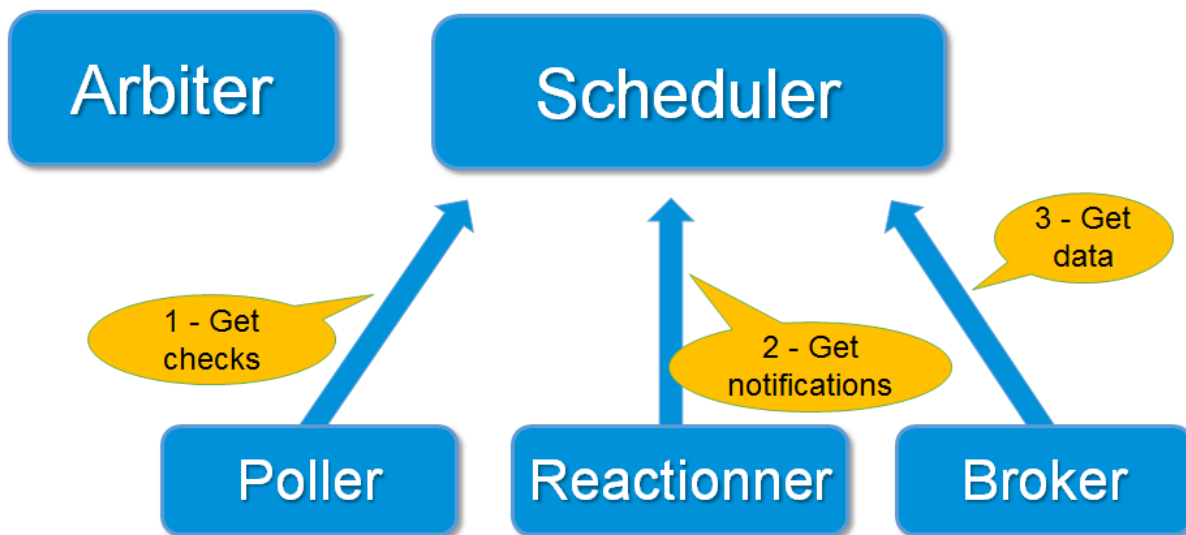 Arbiter
Scheduler
3 - Get
data
1 - Get
checks
2 - Get
notifications
Poller
Reactionner
Broker